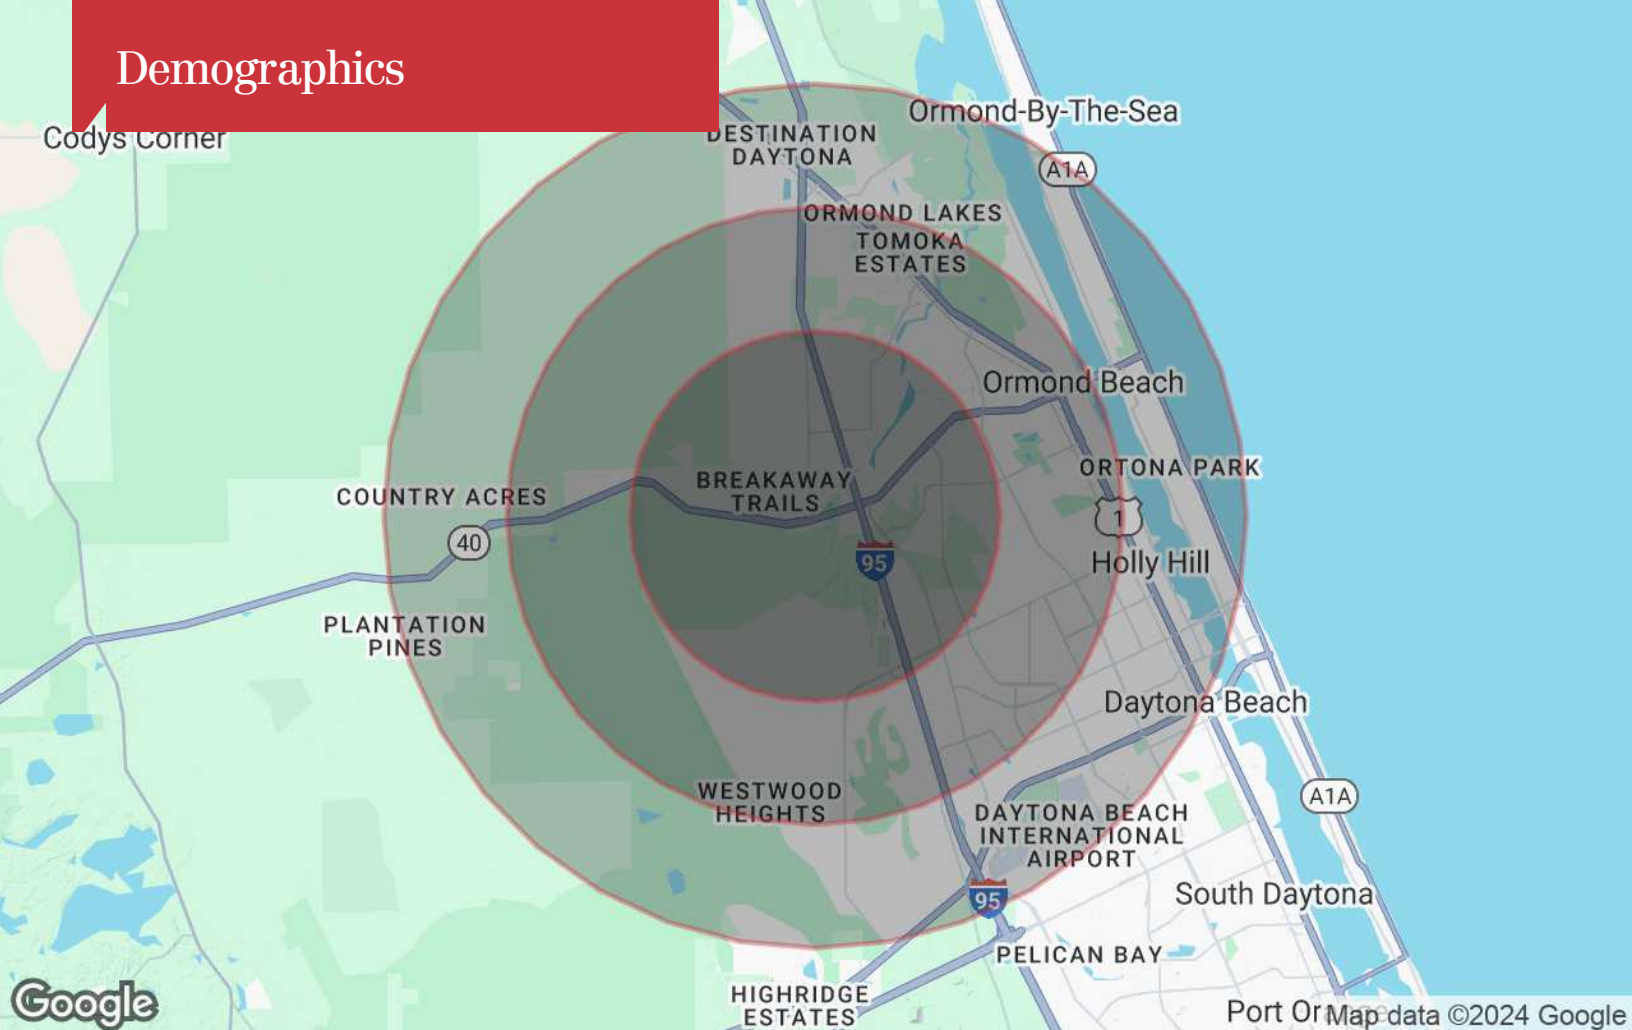 Demographics
Codys Corner
Ormond-By-The-Sea
DESTINATION
DAYTONA
A1A
ORMOND LAKES
TOMOKA
ESTATES
Ormond Beach
BREAKAWAY
TRAILS
ORTONA PARK
COUNTRY ACRES
1
40
95
Holly Hill
PLANTATION
PINES
Daytona Beach
WESTWOOD
HEIGHTS
A1A
DAYTONA BEACH
INTERNATIONAL
AIRPORT
95
South Daytona
PELICAN BAY
HIGHRIDGE
ESTATES
Google
Port Or
Map data ©2024 Google